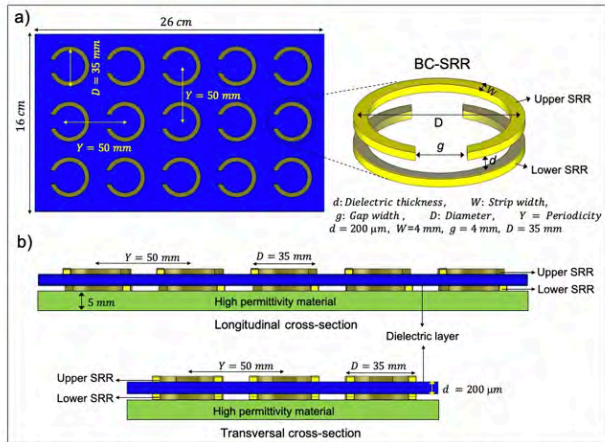 a)
26 cm
16 cm
D = 35 mm
Y = 50 mm
Y = 50 mm
BC-SRR
W
Upper SRR
D
g
d
Lower SRR
d: Dielectric thickness, W: Strip width,
g: Gap width , D: Diameter, Y = Periodicity
d = 200 μm, W=4 mm, g = 4 mm, D = 35 mm
b)
Y = 50 mm
D = 35 mm
Upper SRR
Lower SRR
5 mm
High permittivity material
Longitudinal cross-section
Dielectric layer
Y = 50 mm
D = 35 mm
Upper SRR
d = 200 μm
Lower SRR
High permittivity material
Transversal cross-section